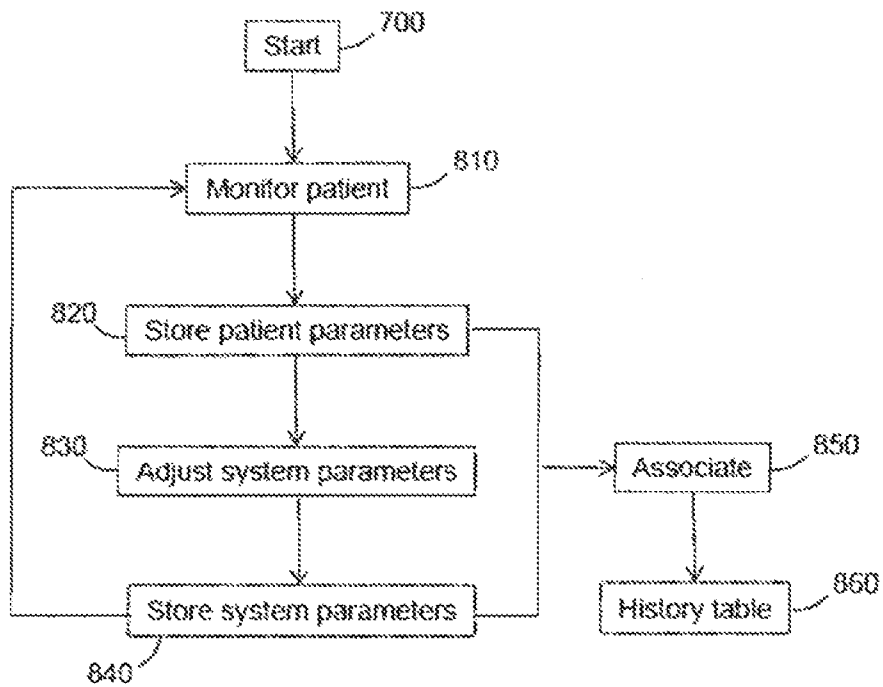 Start
700
Monitor patient
810
820
Store patient parameters
830
Adjust system parameters
Associate
850
Store system parameters
840
History table
860